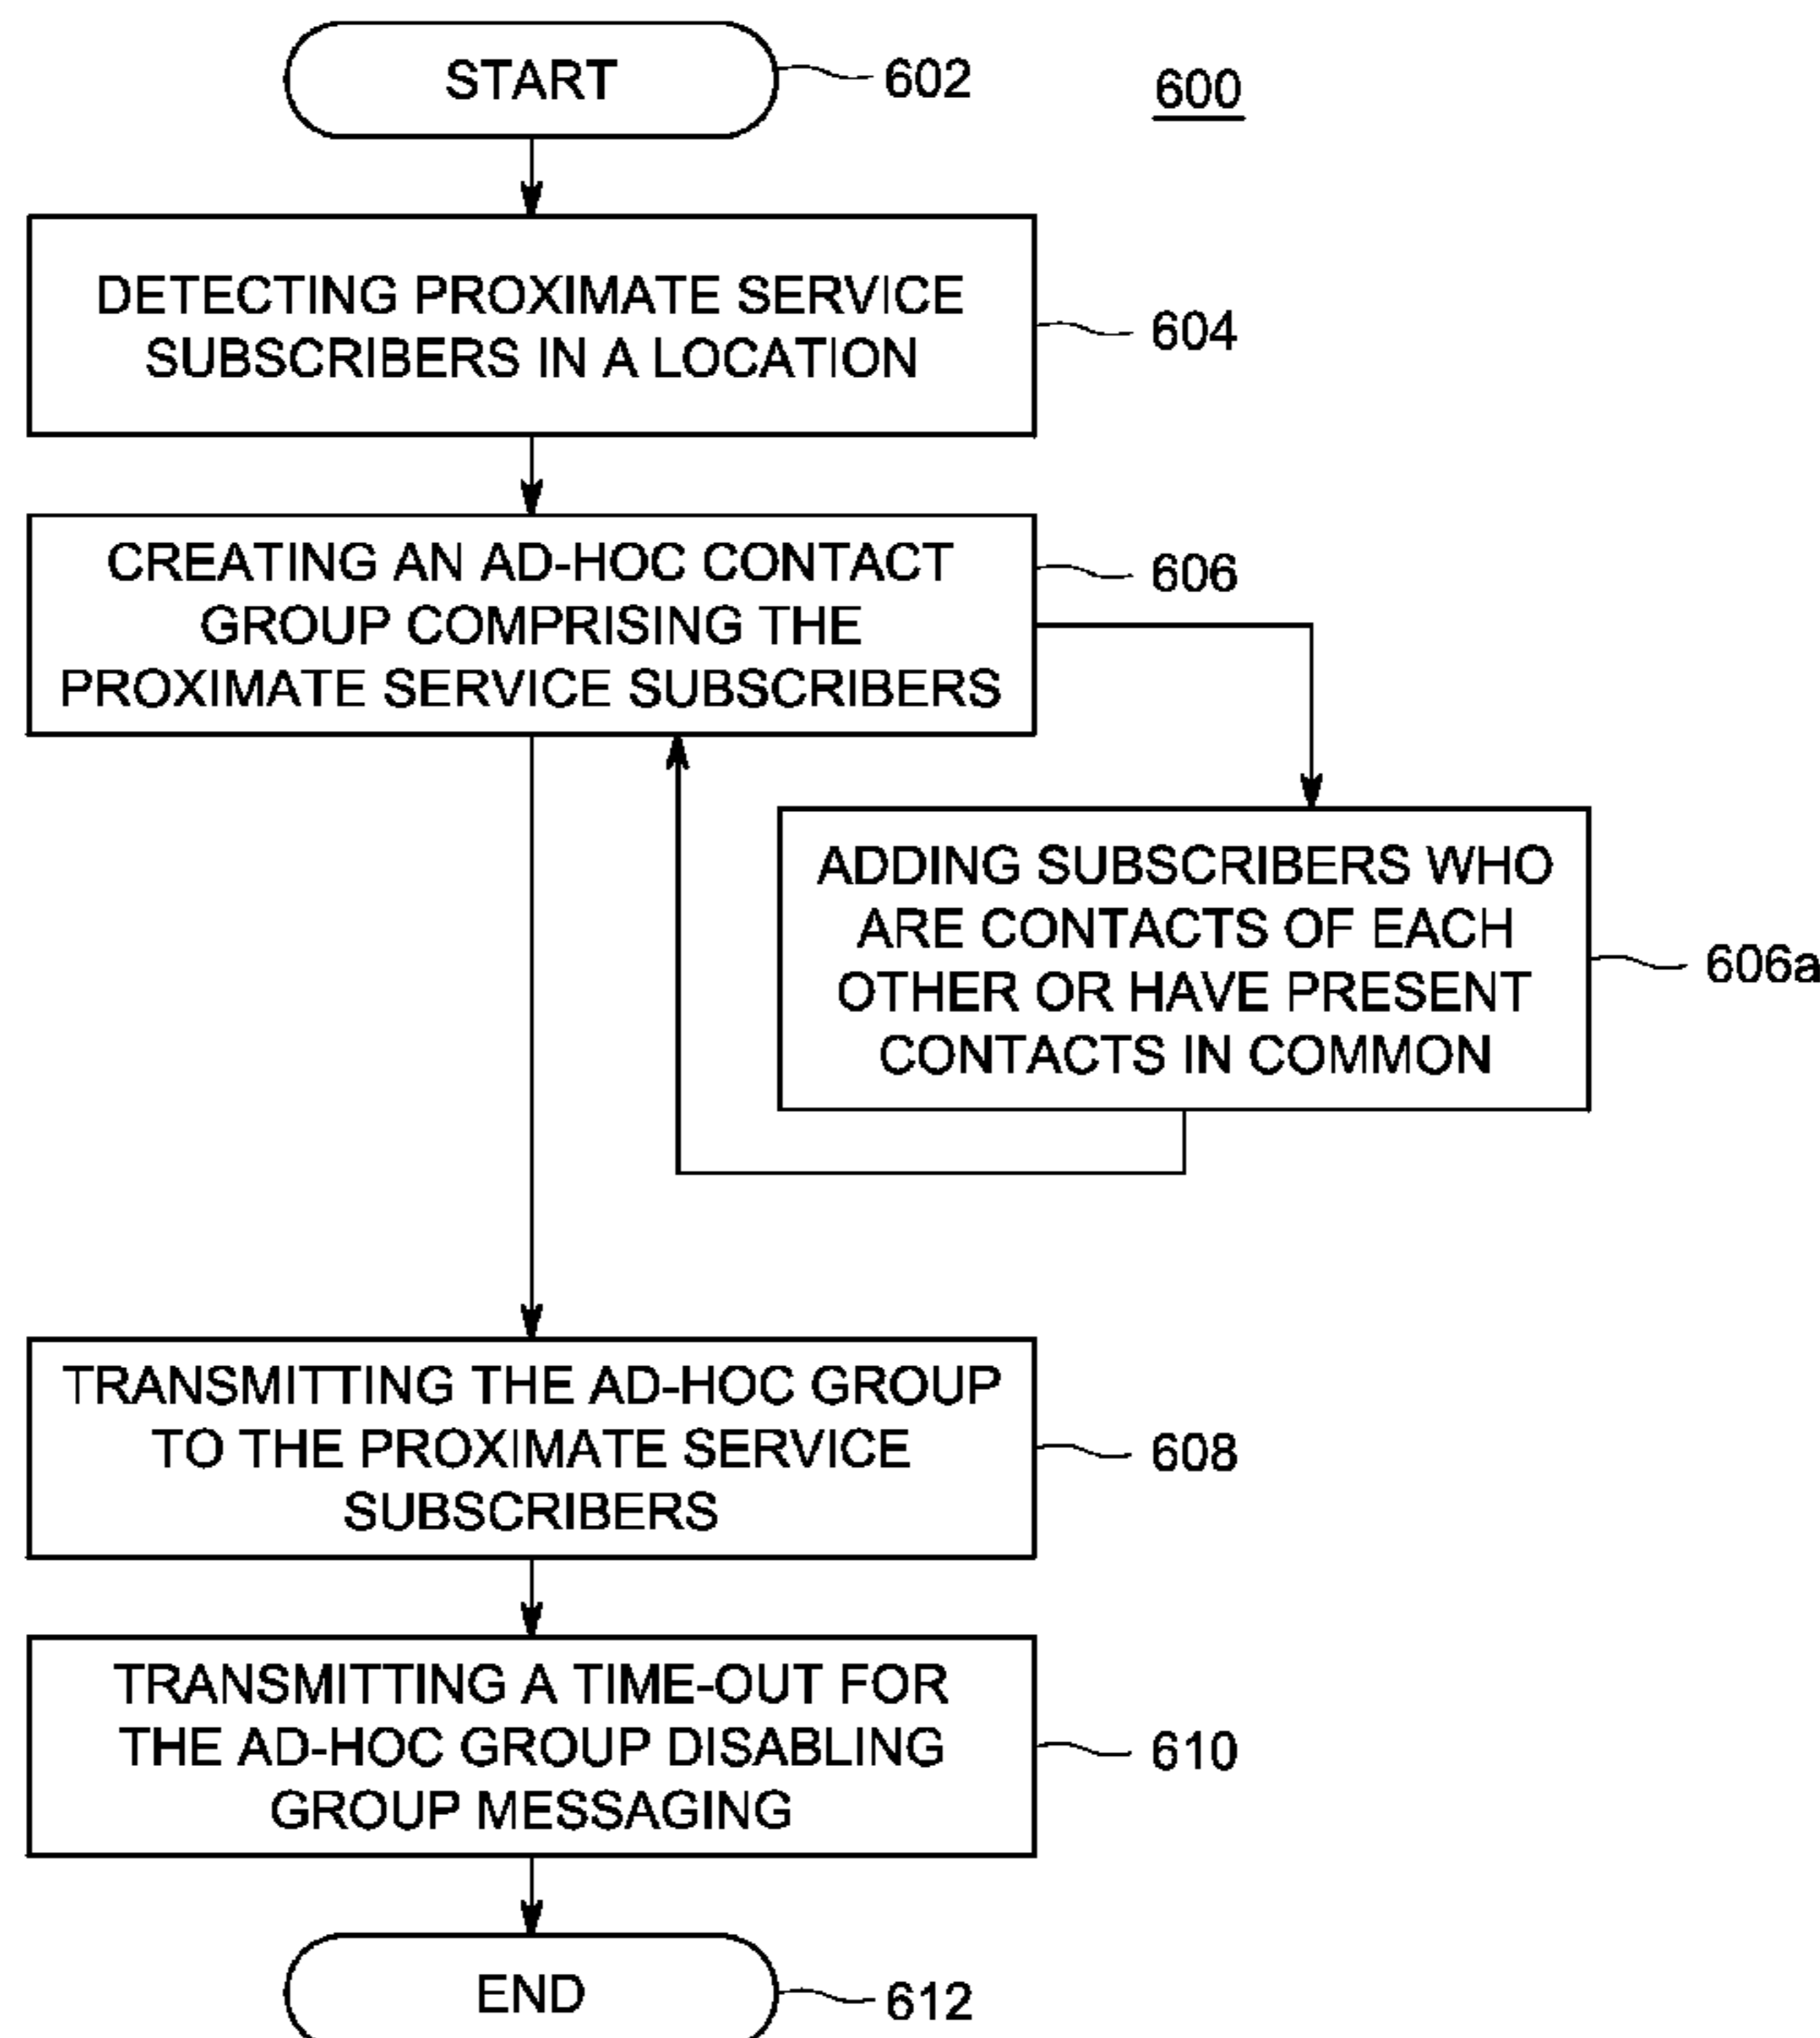 START
602
600
DETECTING PROXIMATE SERVICE
SUBSCRIBERS IN A LOCATION
604
CREATING AN AD-HOC CONTACT
GROUP COMPRISING THE
PROXIMATE SERVICE SUBSCRIBERS
606
ADDING SUBSCRIBERS WHO
ARE CONTACTS OF EACH
OTHER OR HAVE PRESENT
CONTACTS IN COMMON
606a
TRANSMITTING THE AD-HOC GROUP
TO THE PROXIMATE SERVICE
SUBSCRIBERS
608
TRANSMITTING A TIME-OUT FOR
THE AD-HOC GROUP DISABLING
GROUP MESSAGING
610
END
612